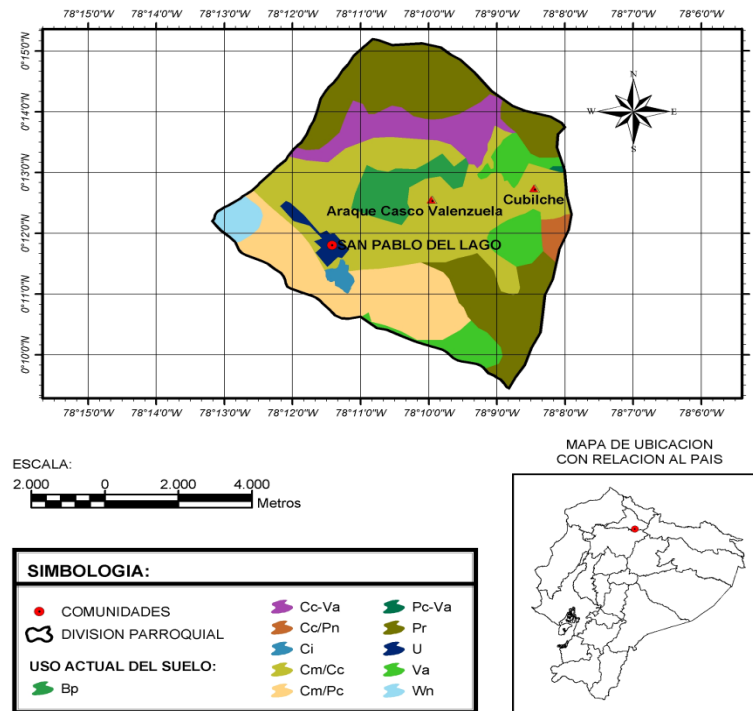 78°15'0"W 78°14'0"W 78°13'0"W 78°12'0"W 78°11'0"W 78°10'0"W 78°9'0"W 78°8'0"W 78°7'0"W 78°6'0"W
0°15'0"N
0°14'0"N
0°13'0"N
0°12'0"N
0°11'0"N
0°10'0"N
N
W E
S
Cubilche
Araque Casco Valenzuela
SAN PABLO DEL LAGO
78°15'0"W 78°14'0"W 78°13'0"W 78°12'0"W 78°11'0"W 78°10'0"W 78°9'0"W 78°8'0"W 78°7'0"W 78°6'0"W
ESCALA:
2.000 0 2.000 4.000
Metros
MAPA DE UBICACION
CON RELACION AL PAIS
SIMBOLOGIA:
COMUNIDADES
DIVISION PARROQUIAL
USO ACTUAL DEL SUELO:
Bp
Cc-Va
Cc/Pn
Ci
Cm/Cc
Cm/Pc
Pc-Va
Pr
U
Va
Wn